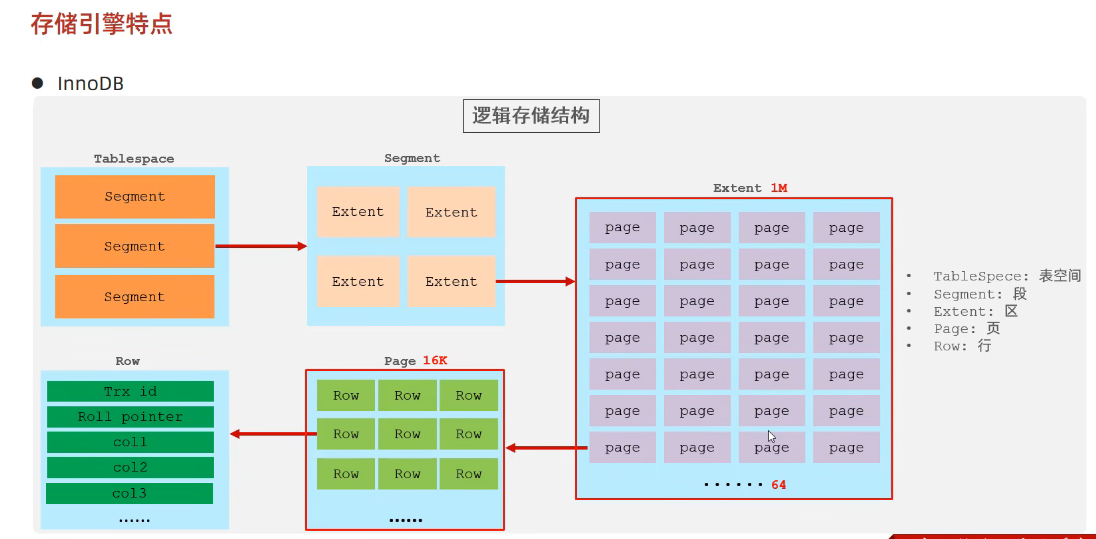 存储引擎特点
● InnoDB
逻辑存储结构
Tablespace
Segment
Segment
Segment
Segment
Extent Extent
Extent Extent
Extent 1M
page page page page
page page page page
page page page page
page page page page
page page page page
page page page page
page page page page
······ 64
• TableSpece: 表空间
• Segment: 段
• Extent: 区
• Page: 页
• Row: 行
Row
Trx id
Roll pointer
col1
col2
col3
······
Page 16K
Row Row Row
Row Row Row
Row Row Row
······